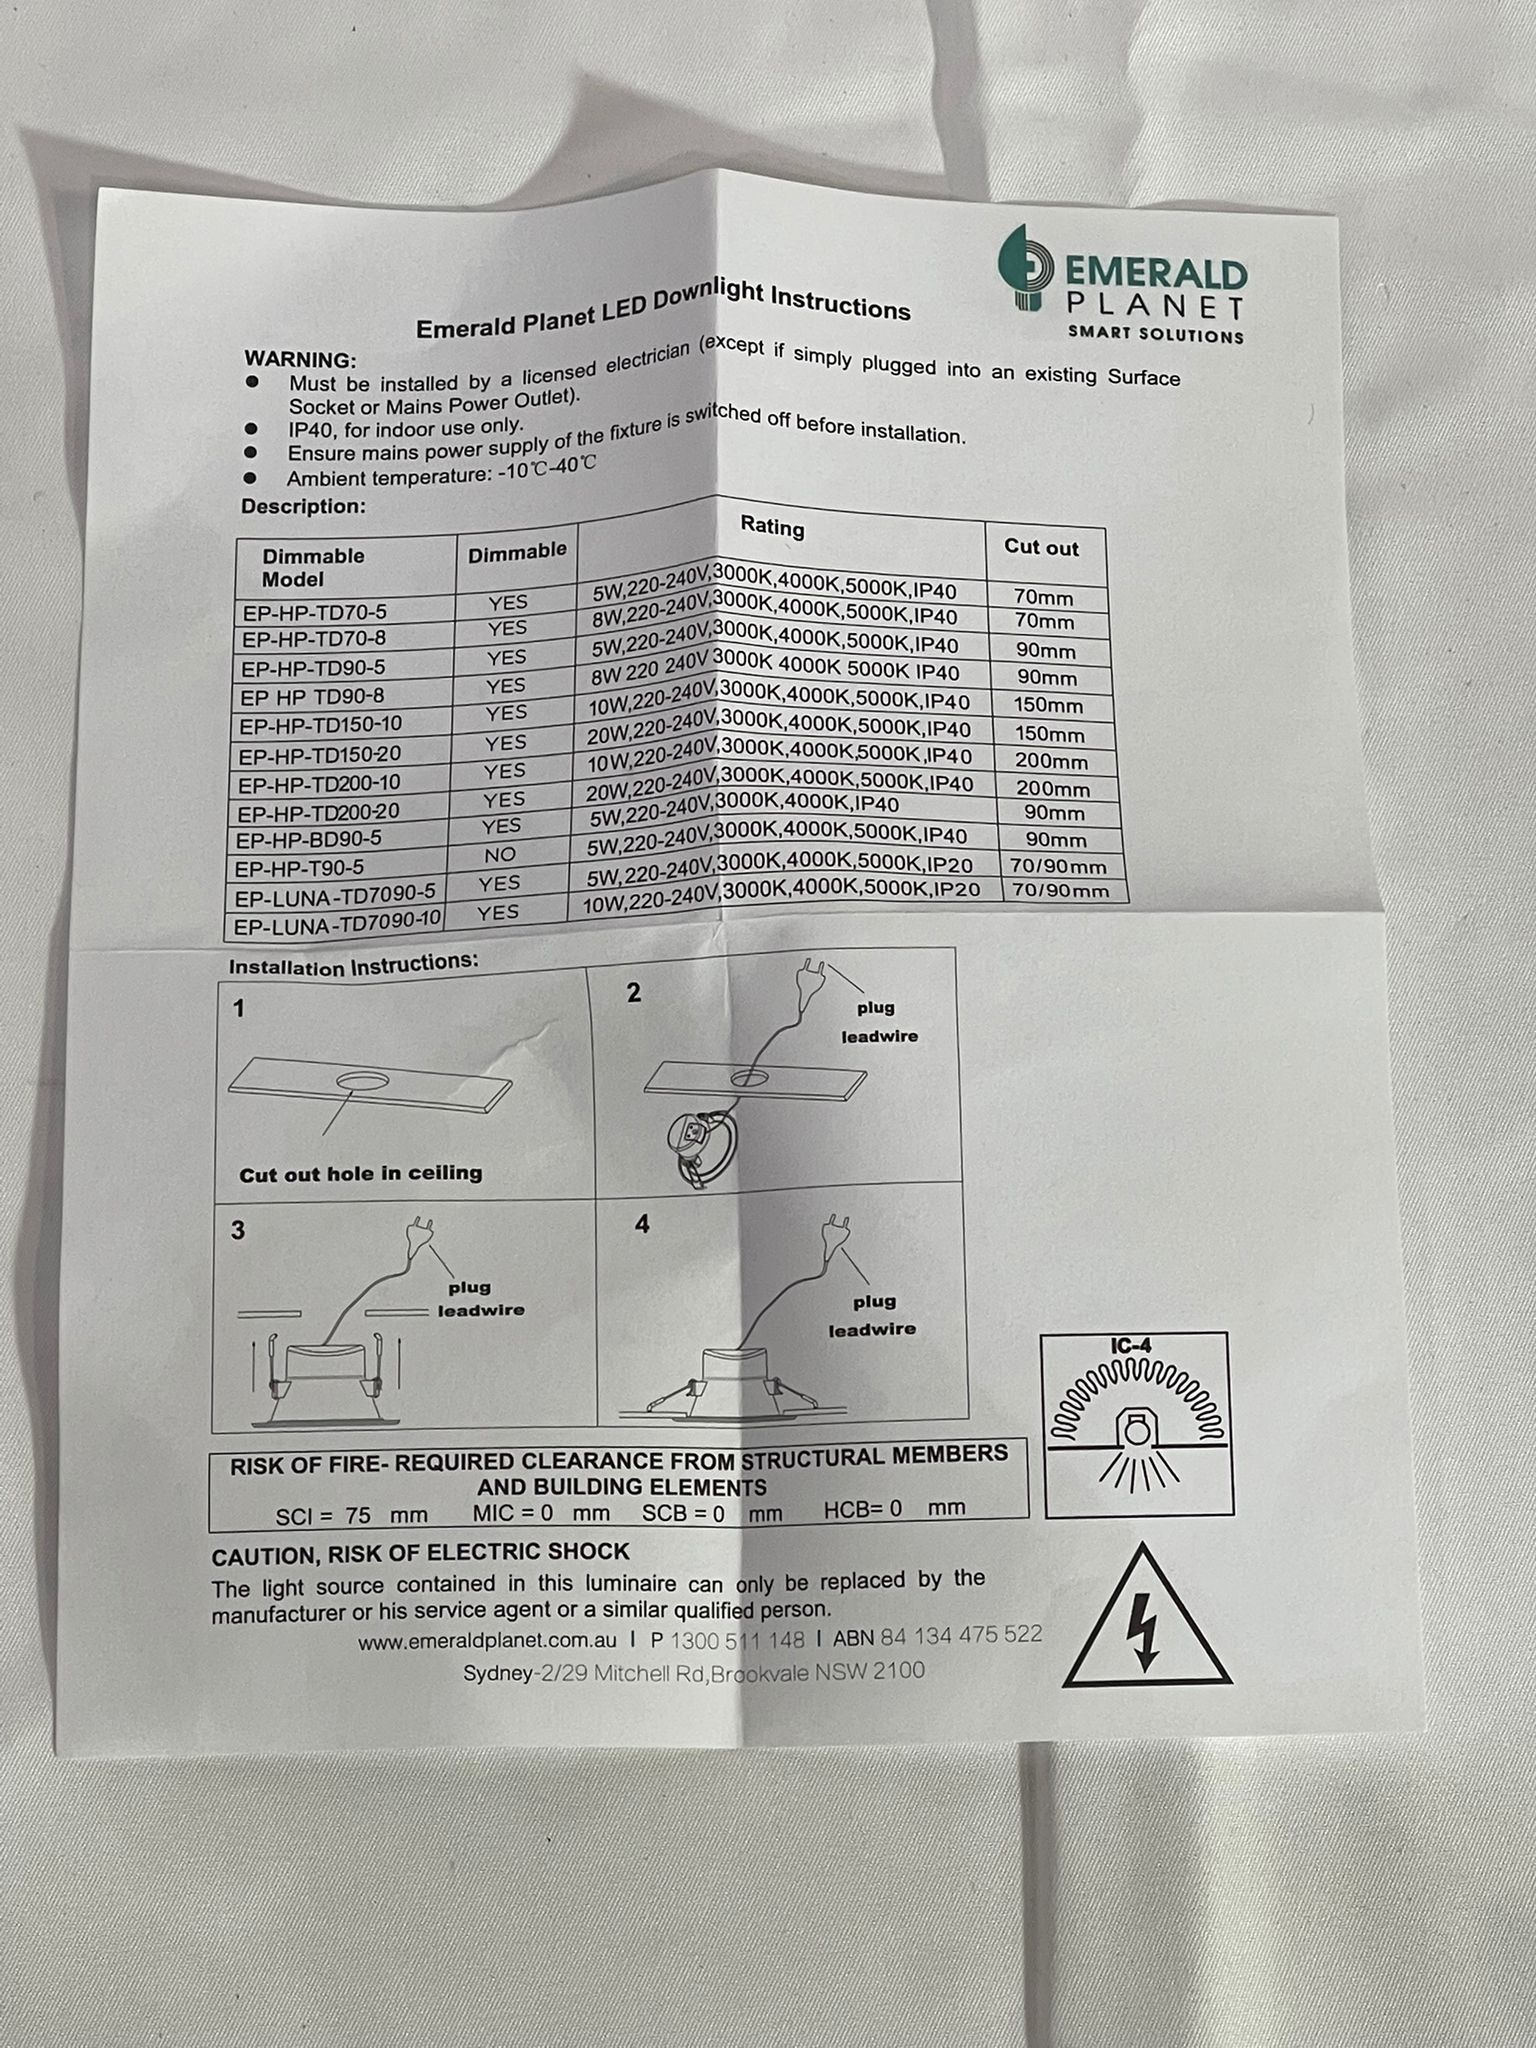 EMERALD
PLANET
SMART SOLUTIONS
Emerald Planet LED Downlight Instructions
WARNING:
● Must be installed by a licensed electrician (except if simply plugged into an existing Surface
Socket or Mains Power Outlet).
● IP40, for indoor use only.
● Ensure mains power supply of the fixture is switched off before installation.
● Ambient temperature: -10℃-40℃
Description:
Dimmable Model Dimmable Rating Cut out
EP-HP-TD70-5 YES 5W,220-240V,3000K,4000K,5000K,IP40 70mm
EP-HP-TD70-8 YES 8W,220-240V,3000K,4000K,5000K,IP40 70mm
EP-HP-TD90-5 YES 5W,220-240V,3000K,4000K,5000K,IP40 90mm
EP HP TD90-8 YES 8W 220 240V 3000K 4000K 5000K IP40 90mm
EP-HP-TD150-10 YES 10W,220-240V,3000K,4000K,5000K,IP40 150mm
EP-HP-TD150-20 YES 20W,220-240V,3000K,4000K,5000K,IP40 150mm
EP-HP-TD200-10 YES 10W,220-240V,3000K,4000K,5000K,IP40 200mm
EP-HP-TD200-20 YES 20W,220-240V,3000K,4000K,5000K,IP40 200mm
EP-HP-BD90-5 YES 5W,220-240V,3000K,4000K,IP40 90mm
EP-HP-T90-5 NO 5W,220-240V,3000K,4000K,5000K,IP40 90mm
EP-LUNA-TD7090-5 YES 5W,220-240V,3000K,4000K,5000K,IP20 70/90mm
EP-LUNA-TD7090-10 YES 10W,220-240V,3000K,4000K,5000K,IP20 70/90mm
Installation Instructions:
1
Cut out hole in ceiling
2
plug
leadwire
3
plug
leadwire
4
plug
leadwire
IC-4
RISK OF FIRE- REQUIRED CLEARANCE FROM STRUCTURAL MEMBERS
AND BUILDING ELEMENTS
SCI = 75 mm MIC = 0 mm SCB = 0 mm HCB= 0 mm
CAUTION, RISK OF ELECTRIC SHOCK
The light source contained in this luminaire can only be replaced by the
manufacturer or his service agent or a similar qualified person.
www.emeraldplanet.com.au | P 1300 511 148 | ABN 84 134 475 522
Sydney-2/29 Mitchell Rd,Brookvale NSW 2100